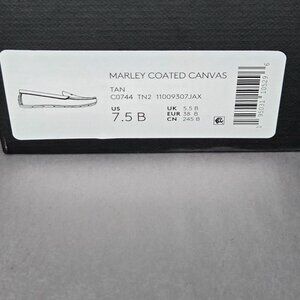 MARLEY COATED CANVAS
TAN
C0744 TN2 11009307JAX
US
7.5 B
UK 5.5 B
EUR 38 B
CN 245 B